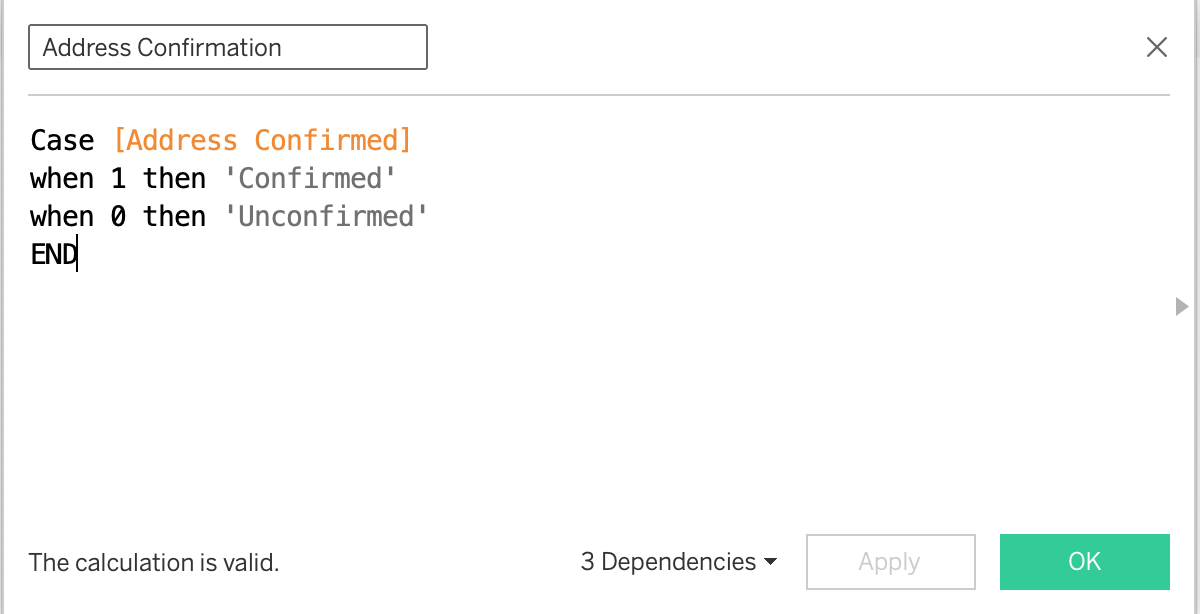 Address Confirmation
Case [Address Confirmed]
when 1 then 'Confirmed'
when 0 then 'Unconfirmed'
END
The calculation is valid.
3 Dependencies
Apply
OK